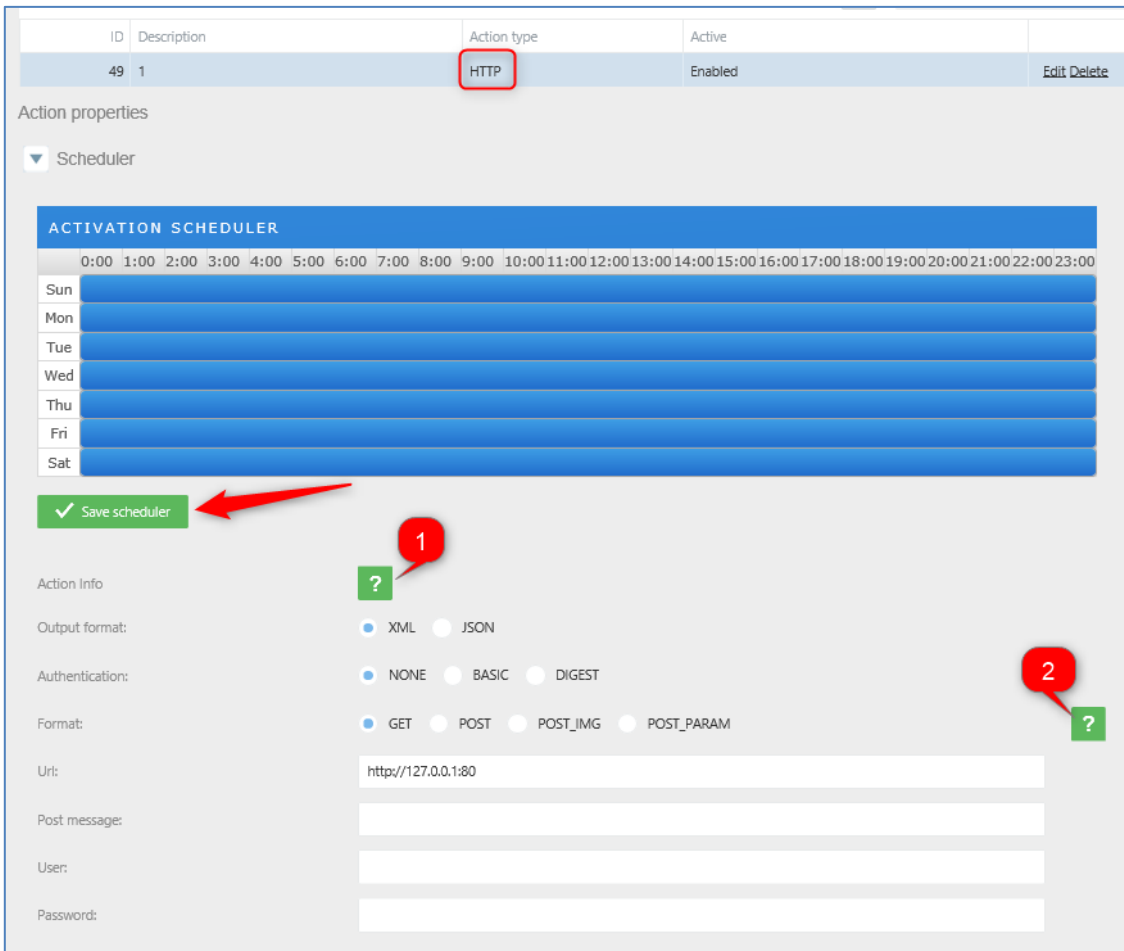 ID Description Action type Active
49 1 HTTP Enabled Edit Delete
Action properties
Scheduler
ACTIVATION SCHEDULER
0:00 1:00 2:00 3:00 4:00 5:00 6:00 7:00 8:00 9:00 10:00 11:00 12:00 13:00 14:00 15:00 16:00 17:00 18:00 19:00 20:00 21:00 22:00 23:00
Sun
Mon
Tue
Wed
Thu
Fri
Sat
Save scheduler
1
Action Info ?
Output format: XML JSON
Authentication: NONE BASIC DIGEST
2
Format: GET POST POST_IMG POST_PARAM ?
Url: http://127.0.0.1:80
Post message:
User:
Password: